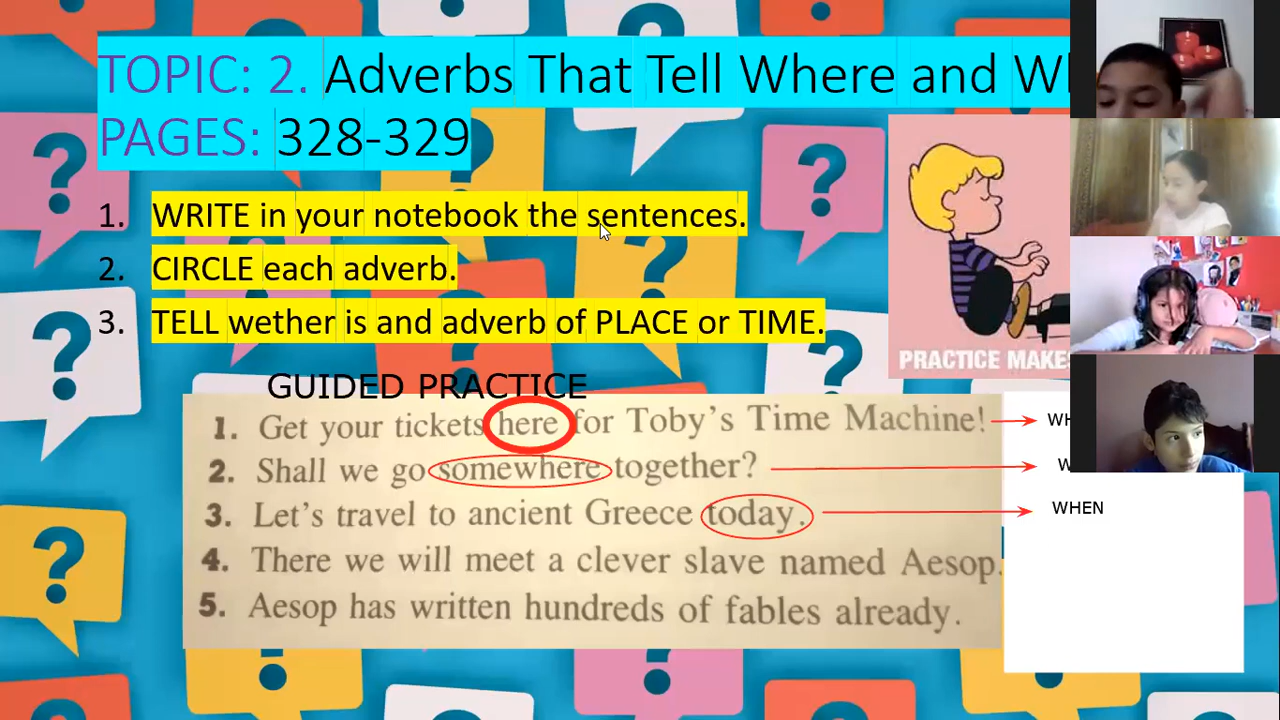 TOPIC: 2. Adverbs That Tell Where and
PAGES: 328-329
1. WRITE in your notebook the sentences.
2. CIRCLE each adverb.
3. TELL wether is and adverb of PLACE or TIME.
PRACTICE MAKES
GUIDED PRACTICE
1. Get your tickets here for Toby's Time Machine!
2. Shall we go somewhere together?
3. Let's travel to ancient Greece today. WHEN
4. There we will meet a clever slave named Aesop.
5. Aesop has written hundreds of fables already.